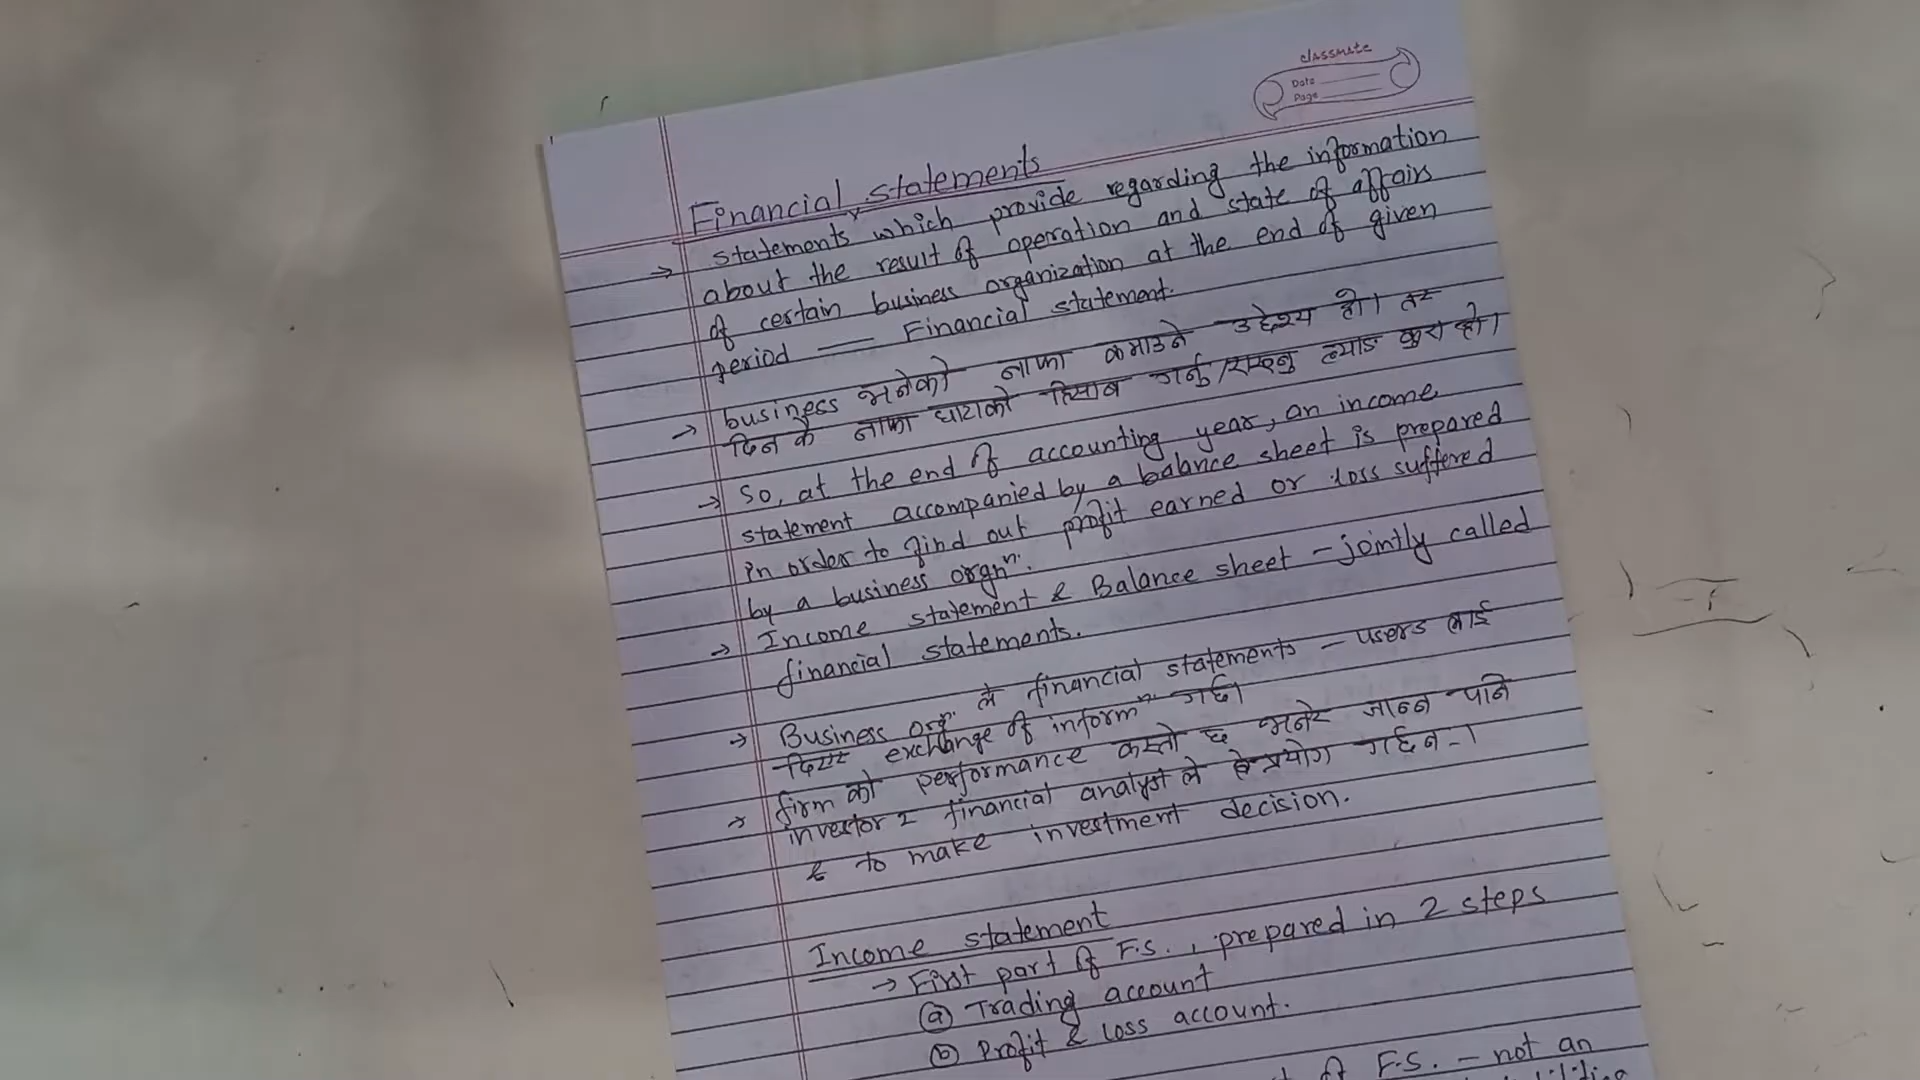 classmate
Date
Page
Financial statements
→ statements which provide regarding the information
about the result of operation and state of affairs
of certain business organization at the end of given
period — Financial statement.
→ business भनेको नाफा कमाउने उद्देश्य हो। तर
दिन के नाफा घाटाको हिसाब गर्नु/राख्नु ल्याङ कुरा हो।
→ So, at the end of accounting year, an income
statement accompanied by a balance sheet is prepared
in order to find out profit earned or loss suffered
by a business orgnⁿ.
→ Income statement & Balance sheet – jointly called
financial statements.
→ Business orgⁿ ले financial statements – users लाई
दिएर exchange of informⁿ गर्छ।
→ firm को performance कस्तो छ भनेर जान्न पनि
investor र financial analyst ले प्रयोग गर्छन्।
& to make investment decision.
Income statement
→ First part of F.S., prepared in 2 steps
(a) Trading account
(b) Profit & Loss account.
of F.S. – not an